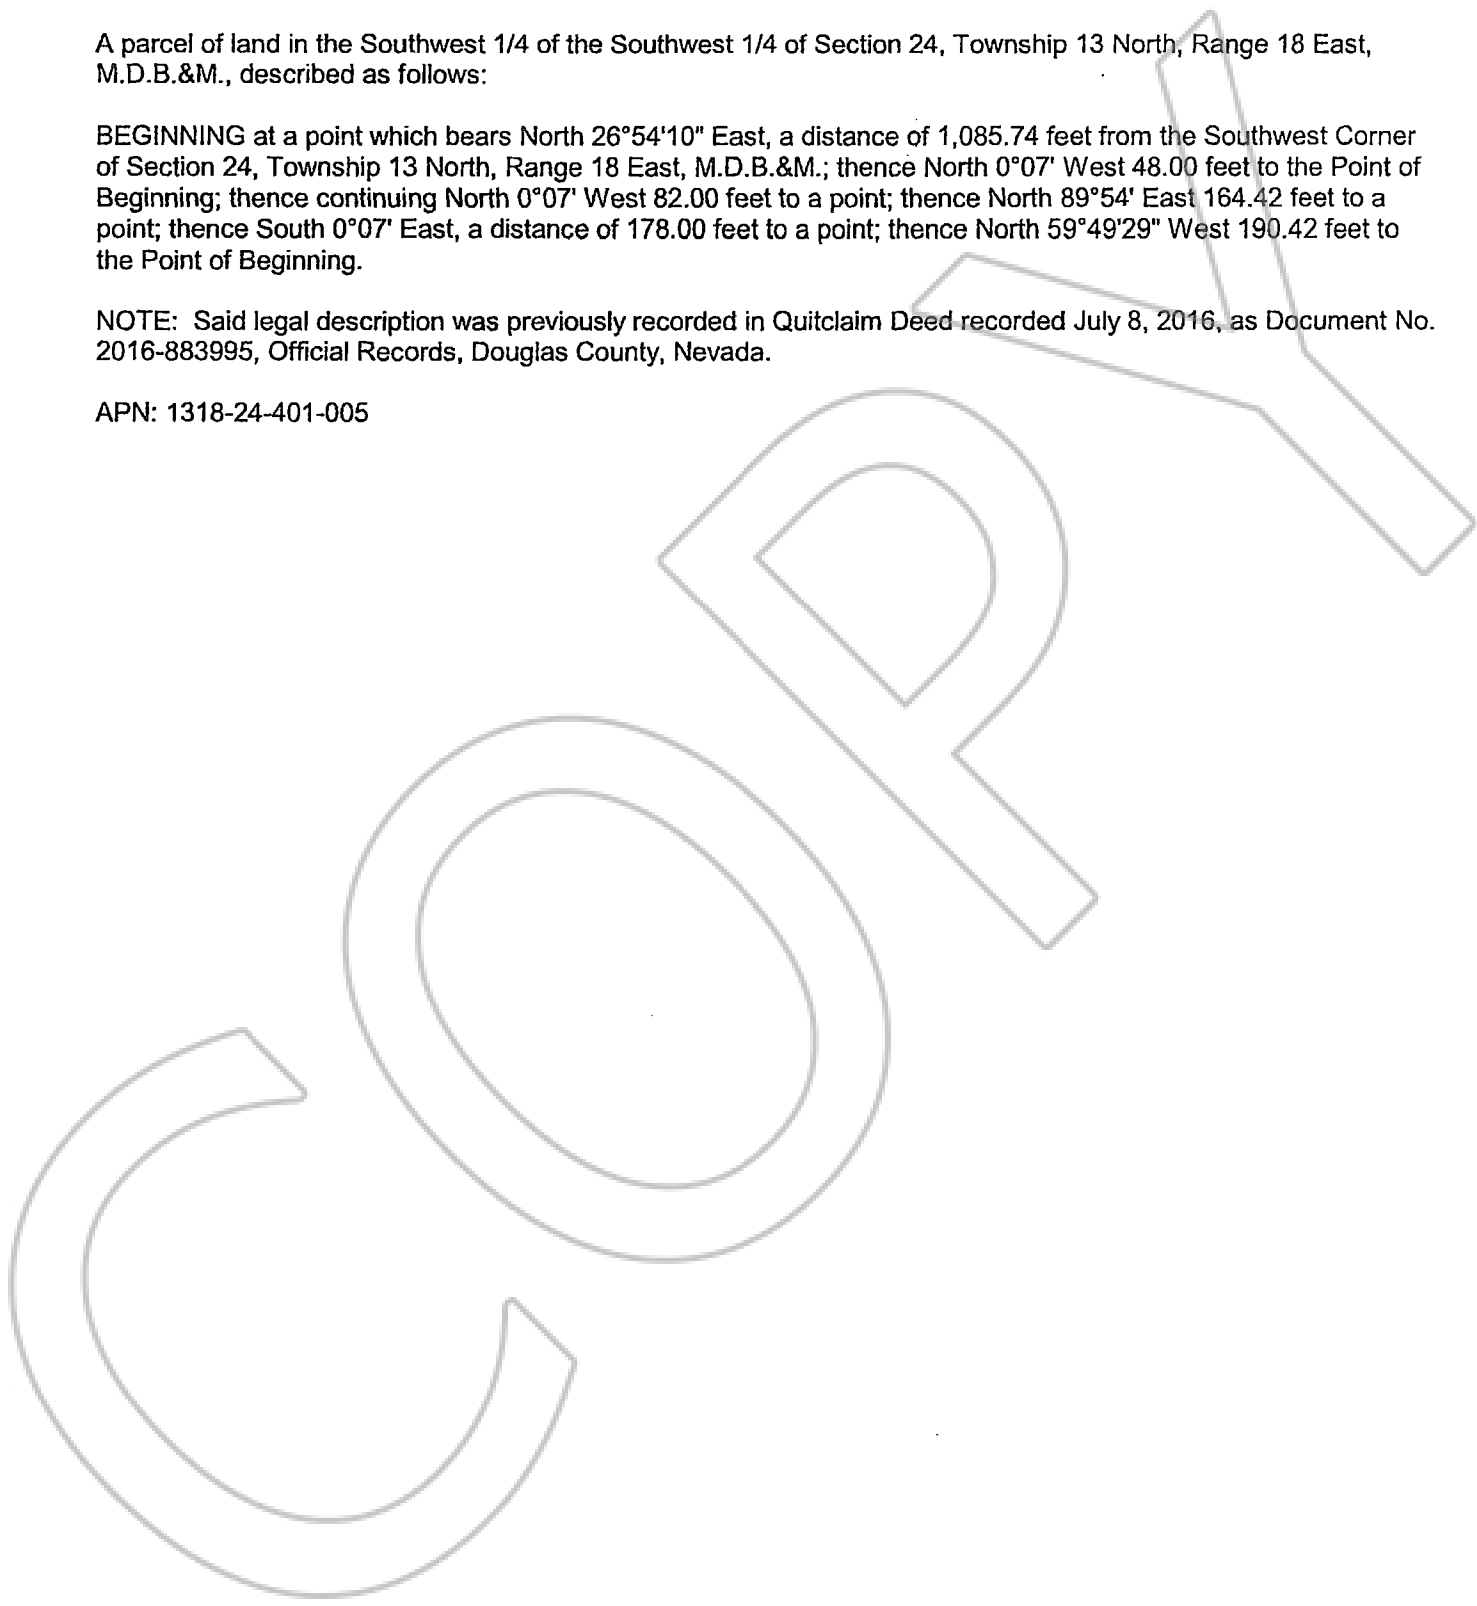 A parcel of land in the Southwest 1/4 of the Southwest 1/4 of Section 24, Township 13 North, Range 18 East,
M.D.B.&M., described as follows:
BEGINNING at a point which bears North 26°54'10" East, a distance of 1,085.74 feet from the Southwest Corner
of Section 24, Township 13 North, Range 18 East, M.D.B.&M.; thence North 0°07' West 48.00 feet to the Point of
Beginning; thence continuing North 0°07' West 82.00 feet to a point; thence North 89°54' East 164.42 feet to a
point; thence South 0°07' East, a distance of 178.00 feet to a point; thence North 59°49'29" West 190.42 feet to
the Point of Beginning.
NOTE: Said legal description was previously recorded in Quitclaim Deed recorded July 8, 2016, as Document No.
2016-883995, Official Records, Douglas County, Nevada.
APN: 1318-24-401-005
COPY